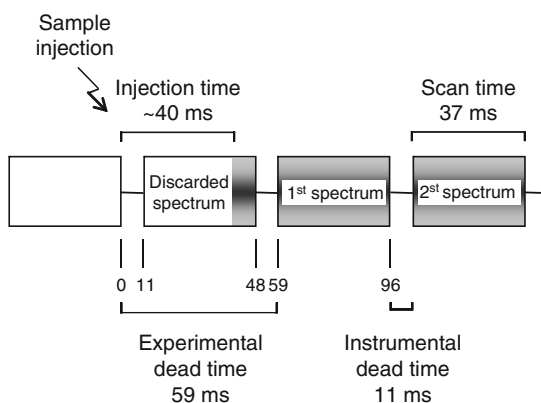 Sample
injection
Injection time
~40 ms
Scan time
37 ms
Discarded
spectrum
1st spectrum
2st spectrum
0 11 48 59 96
Experimental
dead time
59 ms
Instrumental
dead time
11 ms